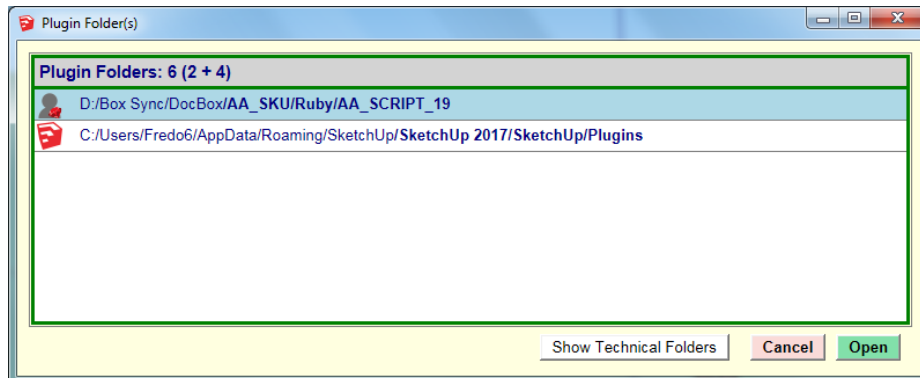 Plugin Folder(s)
Plugin Folders: 6 (2 + 4)
D:/Box Sync/DocBox/AA_SKU/Ruby/AA_SCRIPT_19
C:/Users/Fredo6/AppData/Roaming/SketchUp/SketchUp 2017/SketchUp/Plugins
Show Technical Folders Cancel Open